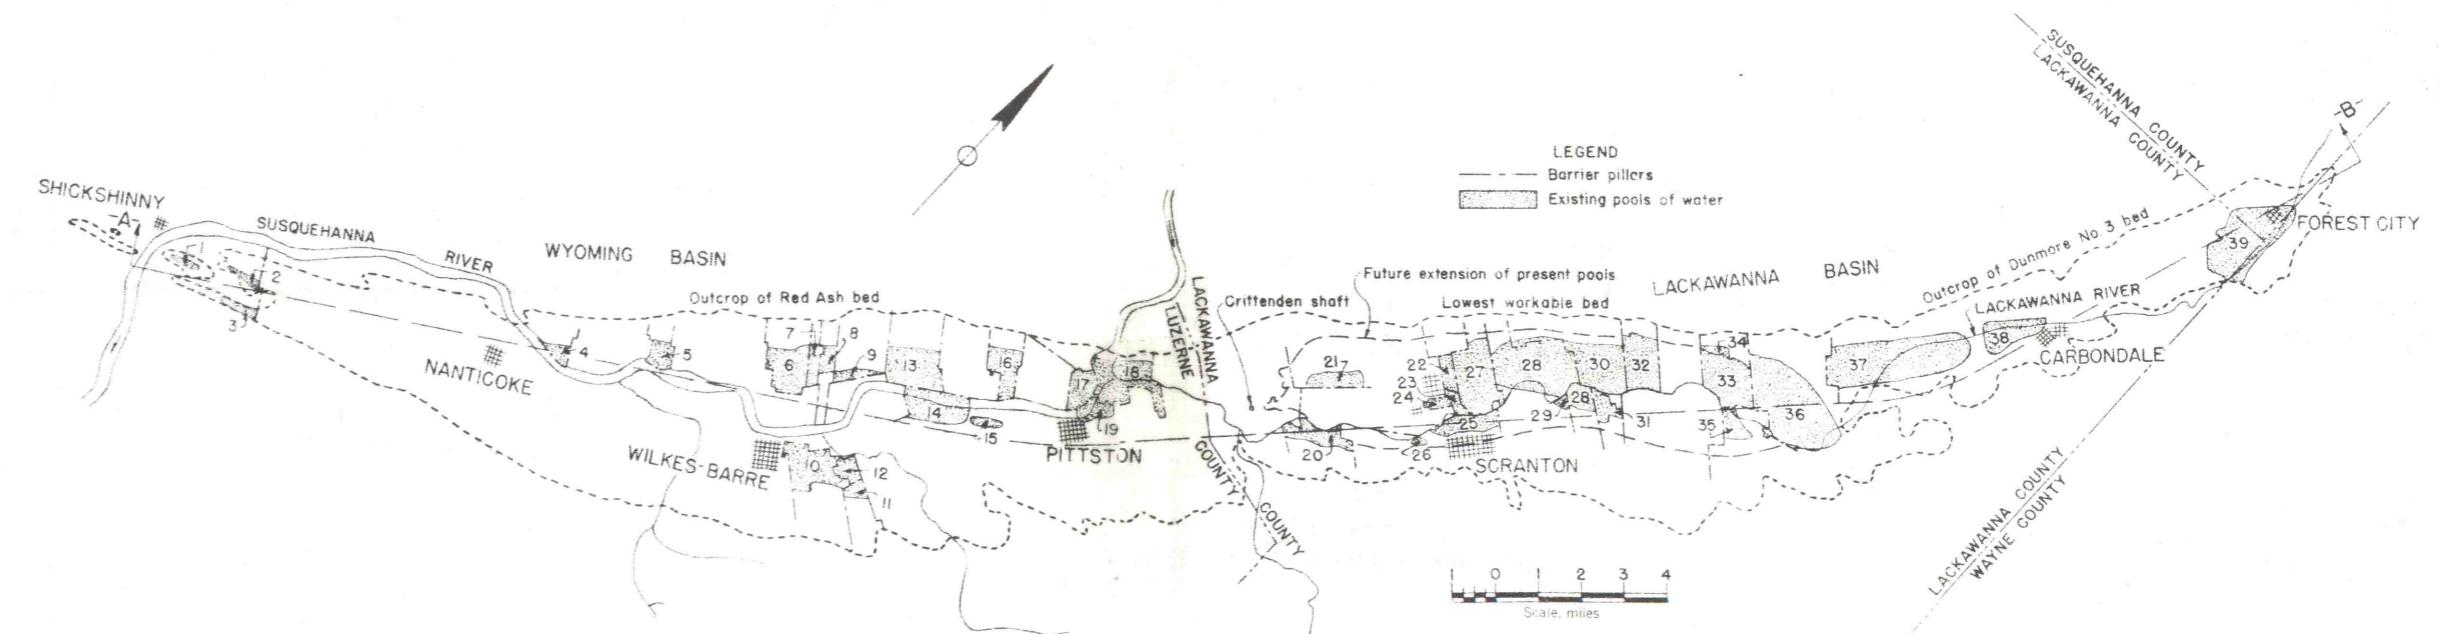 SUSQUEHANNA COUNTY
LACKAWANNA COUNTY
-B-
LEGEND
Barrier pillars
Existing pools of water
SHICKSHINNY
-A-
SUSQUEHANNA
RIVER
WYOMING BASIN
Outcrop of Red Ash bed
NANTICOKE
WILKES-BARRE
PITTSTON
LACKAWANNA
LUZERNE
COUNTY
COUNTY
Crittenden shaft
Future extension of present pools
Lowest workable bed
LACKAWANNA BASIN
Outcrop of Dunmore No. 3 bed
LACKAWANNA RIVER
FOREST CITY
CARBONDALE
SCRANTON
LACKAWANNA COUNTY
WAYNE COUNTY
1
2
3
4
5
6
7
8
9
10
11
12
13
14
15
16
17
18
19
20
21
22
23
24
25
26
27
28
28
29
30
31
32
33
34
35
36
37
38
39
1 0 1 2 3 4
Scale, miles